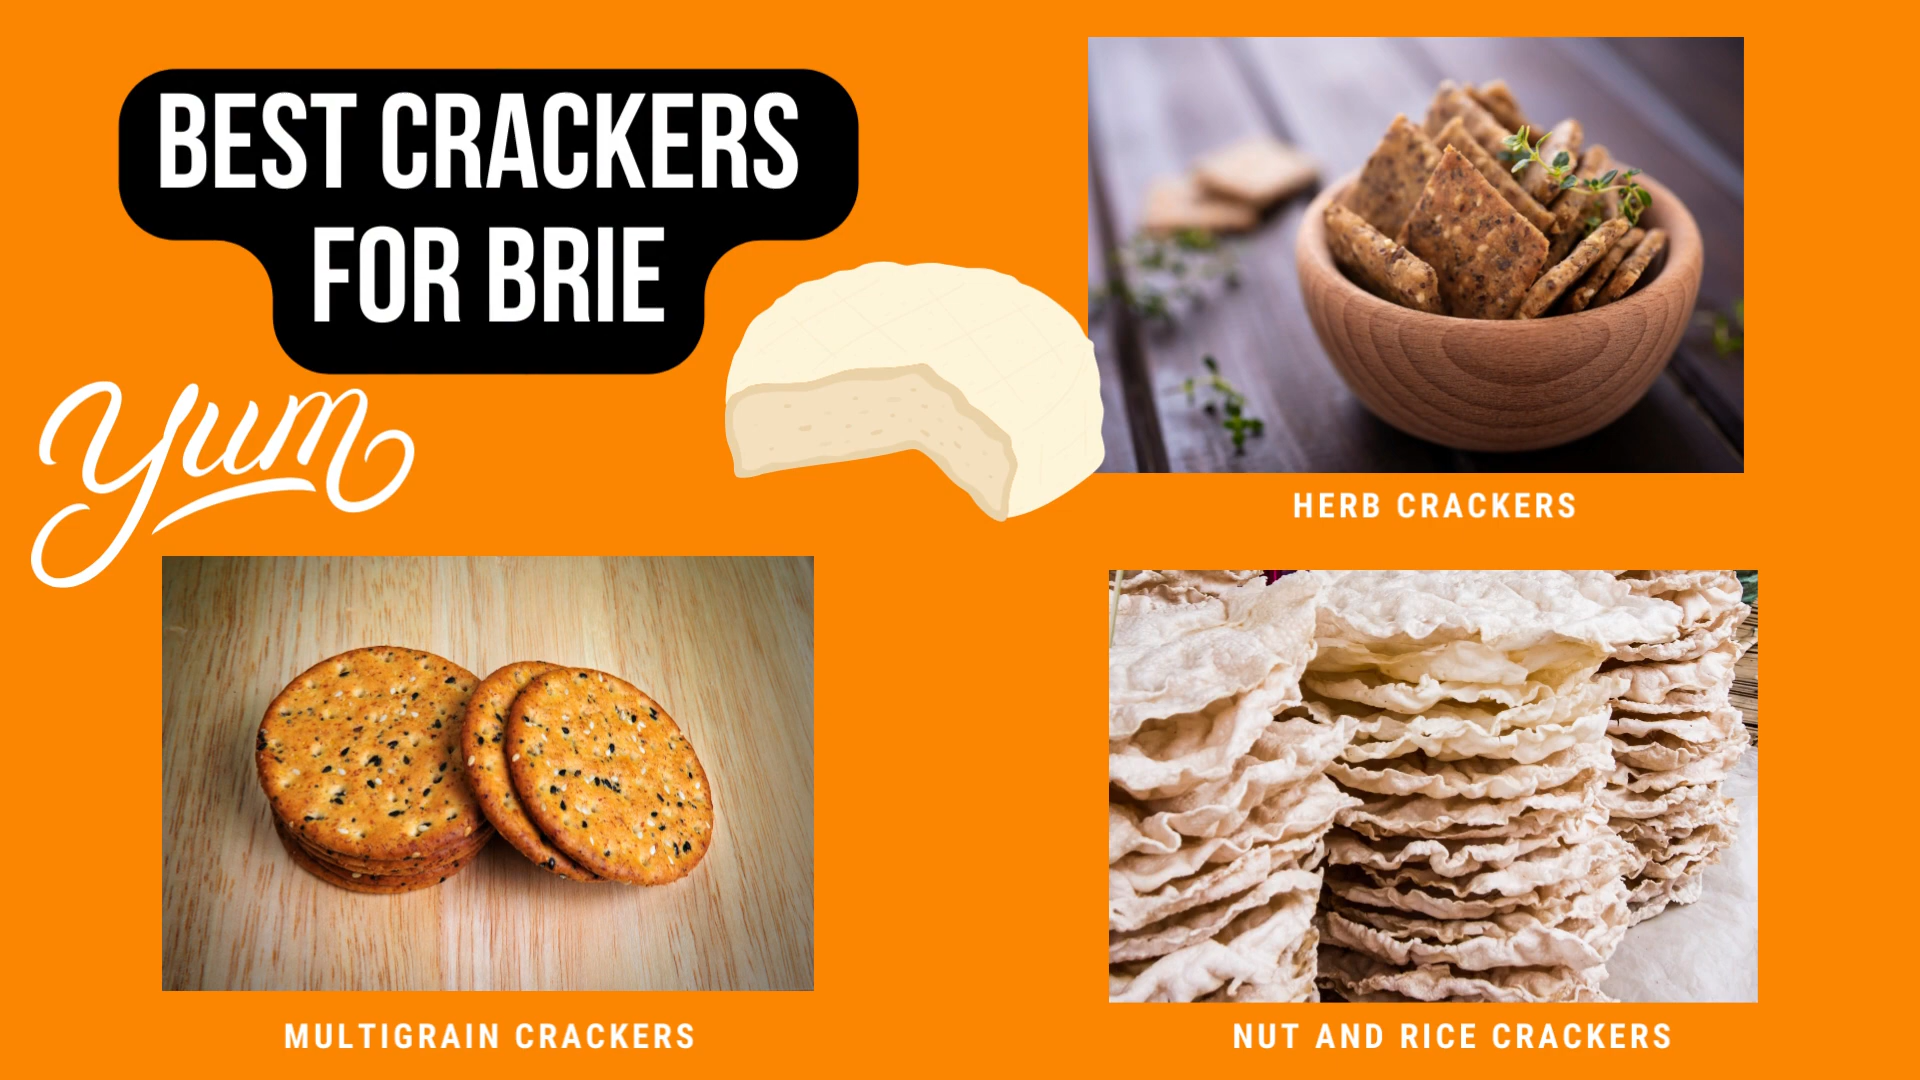 BEST CRACKERS
FOR BRIE
yum
HERB CRACKERS
MULTIGRAIN CRACKERS
NUT AND RICE CRACKERS